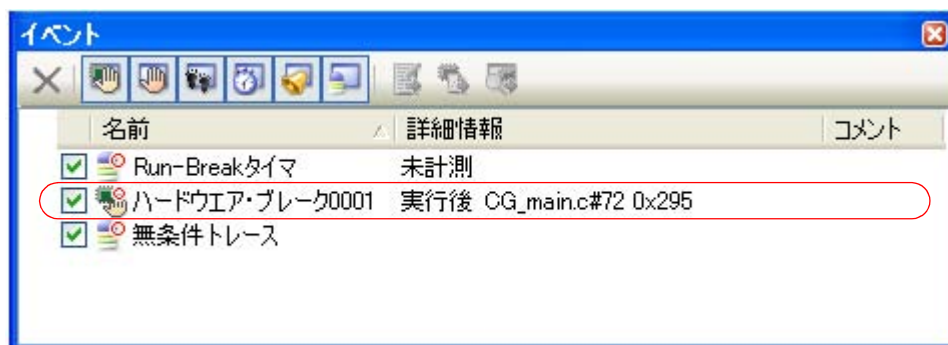 イベント
名前 詳細情報 コメント
Run-Breakタイマ 未計測
ハードウエア・ブレーク0001 実行後 CG_main.c#72 0x295
無条件トレース